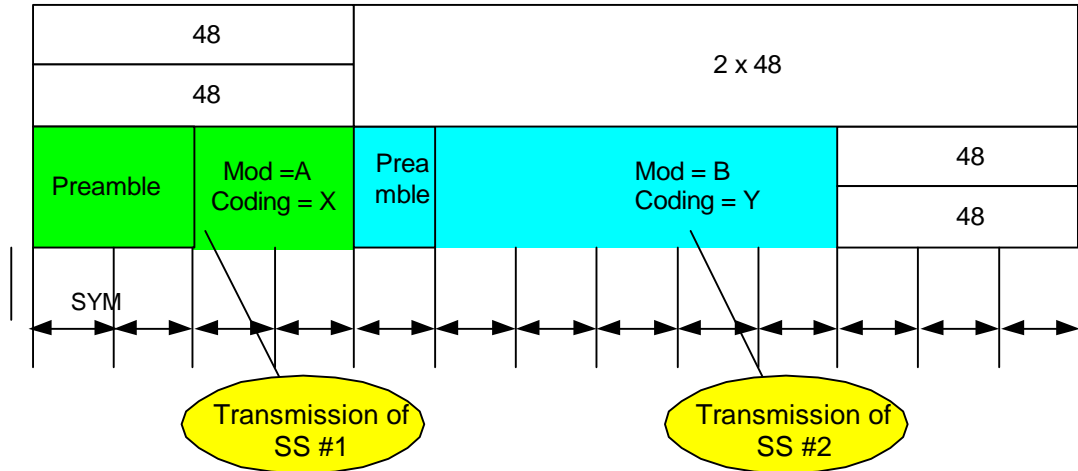 48
2 x 48
48
Preamble
Mod =A
Coding = X
Prea
mble
Mod = B
Coding = Y
48
48
SYM
Transmission of
SS #1
Transmission of
SS #2